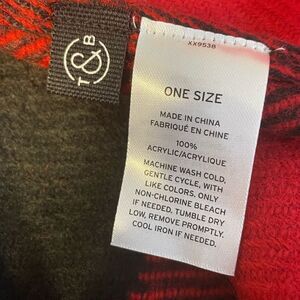 T & B
XX9538
ONE SIZE
MADE IN CHINA
FABRIQUÉ EN CHINE
100%
ACRYLIC/ACRYLIQUE
MACHINE WASH COLD,
GENTLE CYCLE, WITH
LIKE COLORS. ONLY
NON-CHLORINE BLEACH
IF NEEDED. TUMBLE DRY
LOW, REMOVE PROMPTLY.
COOL IRON IF NEEDED.